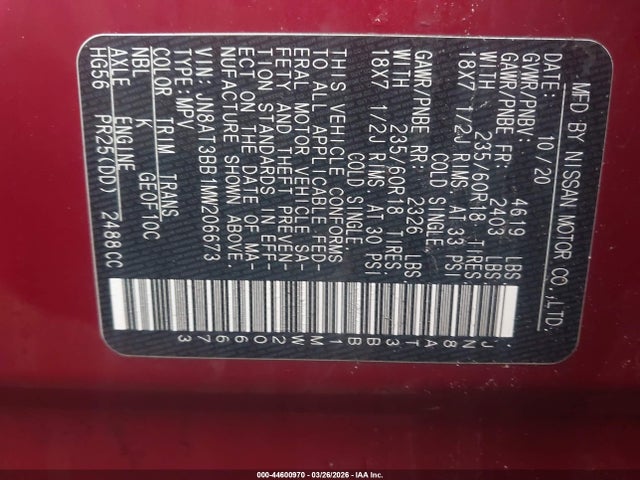 MFD BY NISSAN MOTOR CO.,LTD.
10/20
GVWR/PNBV: 4619 LBS
GAWR/PNBE FR: 2403 LBS
WITH 235/60R18 TIRES,
18X7 1/2J RIMS, AT 33 PSI
COLD SINGLE,
GAWR/PNBE RR: 2326 LBS
WITH 235/60R18 TIRES,
18X7 1/2J RIMS, AT 30 PSI
COLD SINGLE,
THIS VEHICLE CONFORMS
TO ALL APPLICABLE FED-
ERAL MOTOR VEHICLE SA-
FETY AND THEFT PREVEN-
TION STANDARDS IN EFF-
ECT ON THE DATE OF MA-
NUFACTURE SHOWN ABOVE.
VIN: JN8AT3BB1MW206673
TYPE: MPV
COLOR TRIM TRANS
NBL K GE0F10C
AXLE ENGINE
HG56 PR25(DD) 2488CC
JN8AT3BB1MW206673
000-44600970 - 03/26/2026 - IAA Inc.